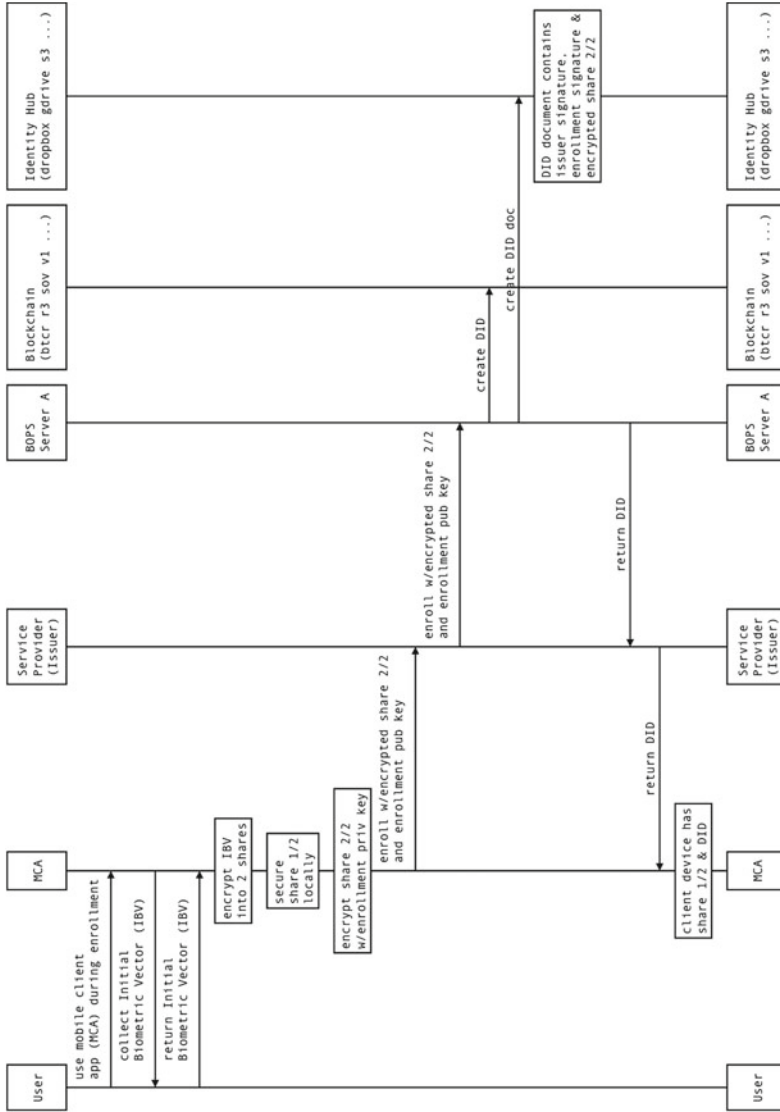 User
MCA
Service
Provider
(Issuer)
BOPS
Server A
Blockchain
(btcr r3 sov v1 ...)
Identity Hub
(dropbox gdrive s3 ...)
use mobile client
app (MCA) during enrollment
collect Initial
Biometric Vector (IBV)
return Initial
Biometric Vector (IBV)
encrypt IBV
into 2 shares
secure
share 1/2
locally
encrypt share 2/2
w/enrollment priv key
enroll w/encrypted share 2/2
and enrollment pub key
enroll w/encrypted share 2/2
and enrollment pub key
create DID
create DID doc
DID document contains
issuer signature,
enrollment signature &
encrypted share 2/2
return DID
return DID
client device has
share 1/2 & DID
User
MCA
Service
Provider
(Issuer)
BOPS
Server A
Blockchain
(btcr r3 sov v1 ...)
Identity Hub
(dropbox gdrive s3 ...)